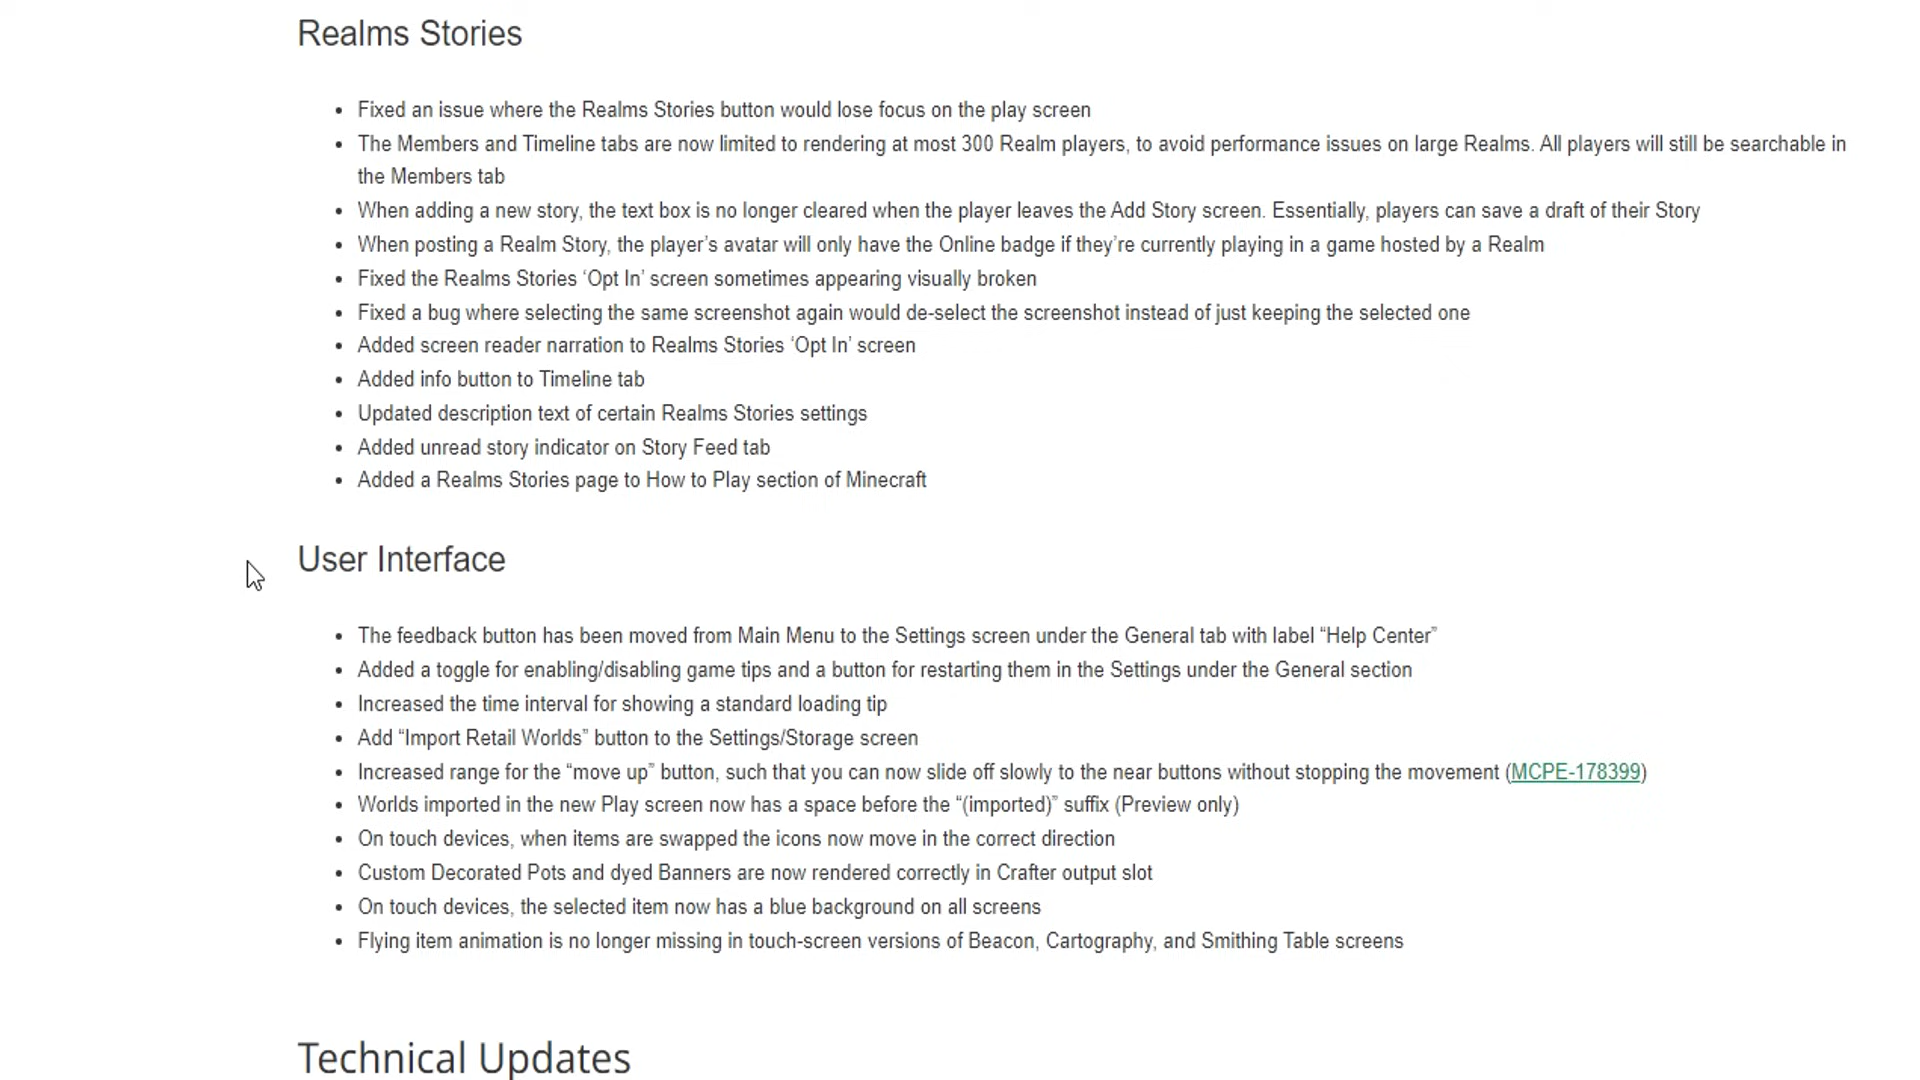 Realms Stories
• Fixed an issue where the Realms Stories button would lose focus on the play screen
• The Members and Timeline tabs are now limited to rendering at most 300 Realm players, to avoid performance issues on large Realms. All players will still be searchable in
the Members tab
• When adding a new story, the text box is no longer cleared when the player leaves the Add Story screen. Essentially, players can save a draft of their Story
• When posting a Realm Story, the player’s avatar will only have the Online badge if they’re currently playing in a game hosted by a Realm
• Fixed the Realms Stories ‘Opt In’ screen sometimes appearing visually broken
• Fixed a bug where selecting the same screenshot again would de-select the screenshot instead of just keeping the selected one
• Added screen reader narration to Realms Stories ‘Opt In’ screen
• Added info button to Timeline tab
• Updated description text of certain Realms Stories settings
• Added unread story indicator on Story Feed tab
• Added a Realms Stories page to How to Play section of Minecraft
User Interface
• The feedback button has been moved from Main Menu to the Settings screen under the General tab with label “Help Center”
• Added a toggle for enabling/disabling game tips and a button for restarting them in the Settings under the General section
• Increased the time interval for showing a standard loading tip
• Add “Import Retail Worlds” button to the Settings/Storage screen
• Increased range for the “move up” button, such that you can now slide off slowly to the near buttons without stopping the movement (MCPE-178399)
• Worlds imported in the new Play screen now has a space before the “(imported)” suffix (Preview only)
• On touch devices, when items are swapped the icons now move in the correct direction
• Custom Decorated Pots and dyed Banners are now rendered correctly in Crafter output slot
• On touch devices, the selected item now has a blue background on all screens
• Flying item animation is no longer missing in touch-screen versions of Beacon, Cartography, and Smithing Table screens
Technical Updates